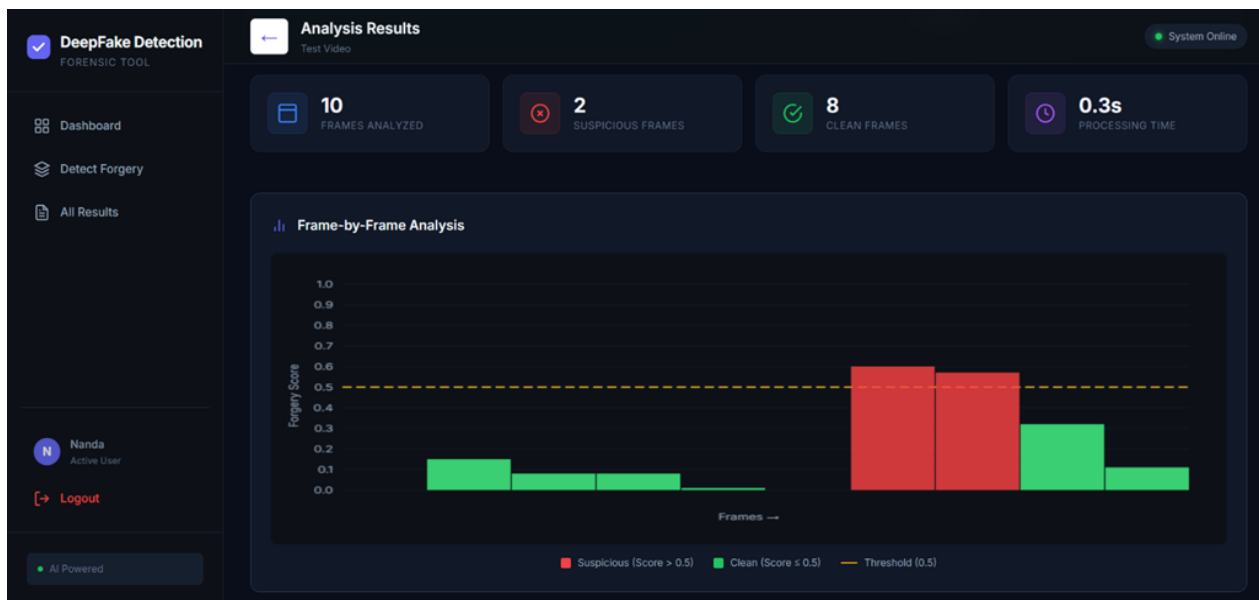 DeepFake Detection
FORENSIC TOOL
Dashboard
Detect Forgery
All Results
N
Nanda
Active User
Logout
AI Powered
←
Analysis Results
Test Video
System Online
10
FRAMES ANALYZED
2
SUSPICIOUS FRAMES
8
CLEAN FRAMES
0.3s
PROCESSING TIME
Frame-by-Frame Analysis
Forgery Score
1.0
0.9
0.8
0.7
0.6
0.5
0.4
0.3
0.2
0.1
0.0
Frames →
Suspicious (Score > 0.5)
Clean (Score ≤ 0.5)
Threshold (0.5)